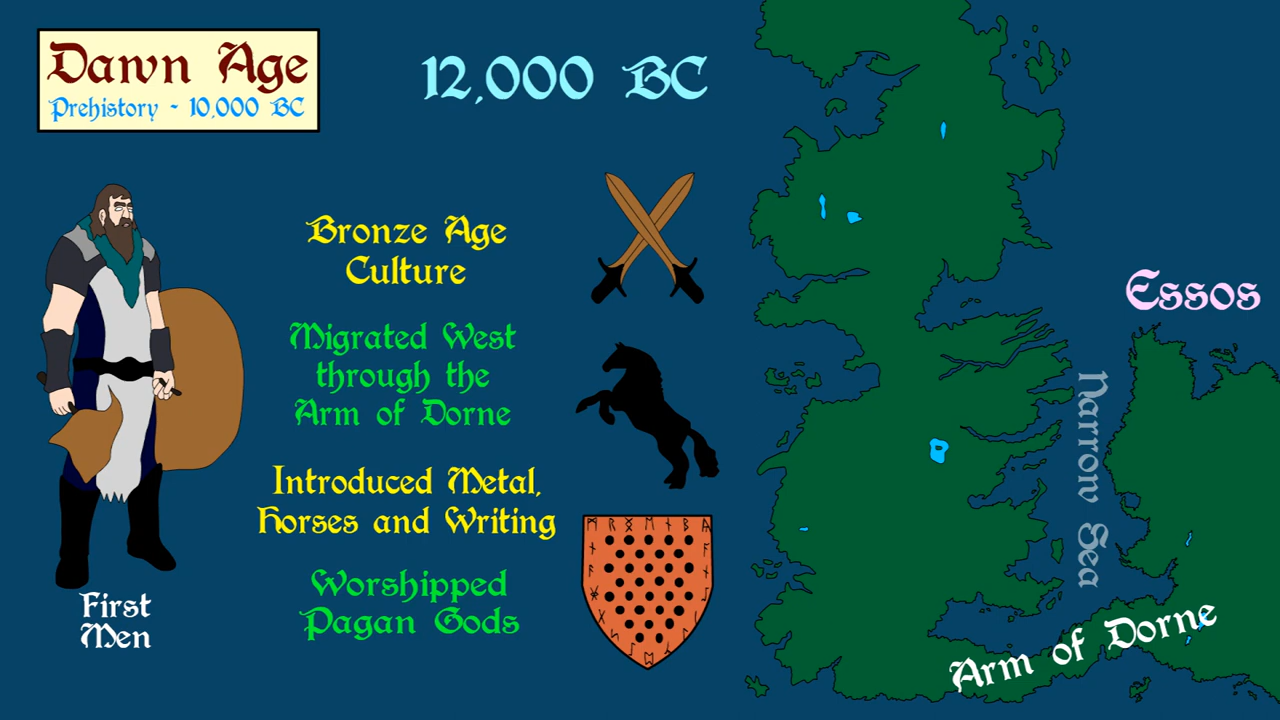 Dawn Age
Prehistory - 10,000 BC
12,000 BC
Bronze Age
Culture
Migrated West
through the
Arm of Dorne
Introduced Metal,
Horses and Writing
Worshipped
Pagan Gods
First
Men
Essos
Narrow Sea
Arm of Dorne